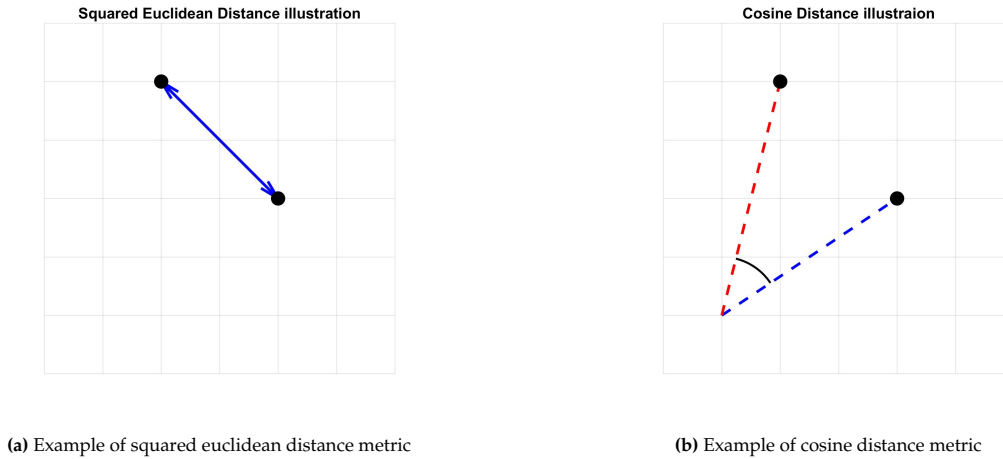 Squared Euclidean Distance illustration
Cosine Distance illustraion
(a) Example of squared euclidean distance metric
(b) Example of cosine distance metric